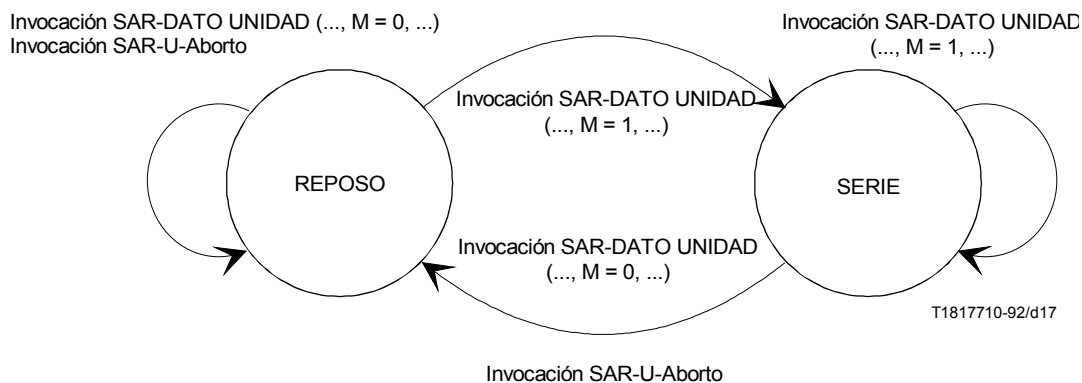 Invocación SAR-DATO UNIDAD (..., M = 0, ...)
Invocación SAR-U-Aborto
Invocación SAR-DATO UNIDAD
(..., M = 1, ...)
Invocación SAR-DATO UNIDAD
(..., M = 1, ...)
REPOSO
SERIE
Invocación SAR-DATO UNIDAD
(..., M = 0, ...)
T1817710-92/d17
Invocación SAR-U-Aborto